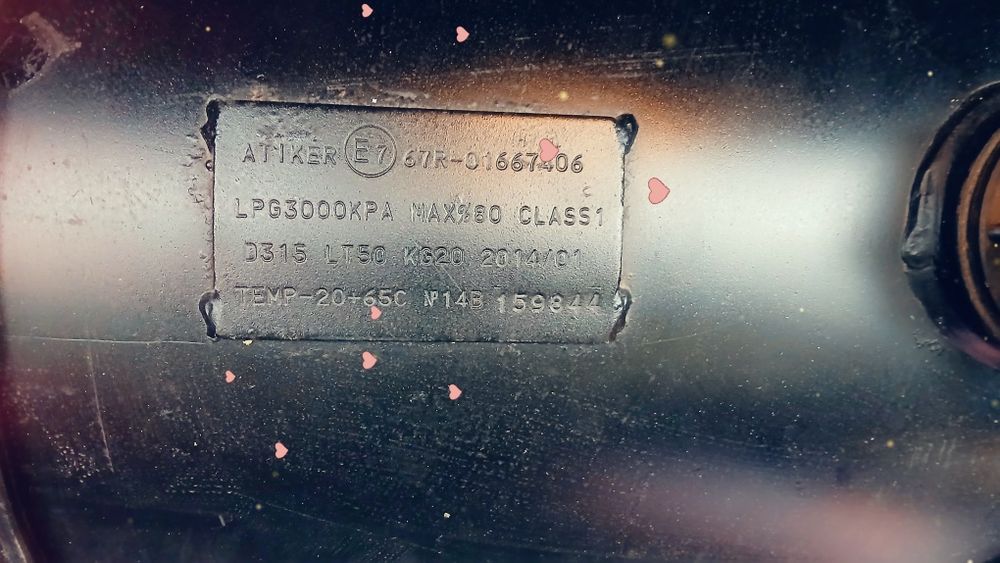 ATIKER E7 67R-01667406
LPG3000KPA MAX%80 CLASS1
D315 LT50 KG20 2014/01
TEMP-20+65C Nº14B 159844